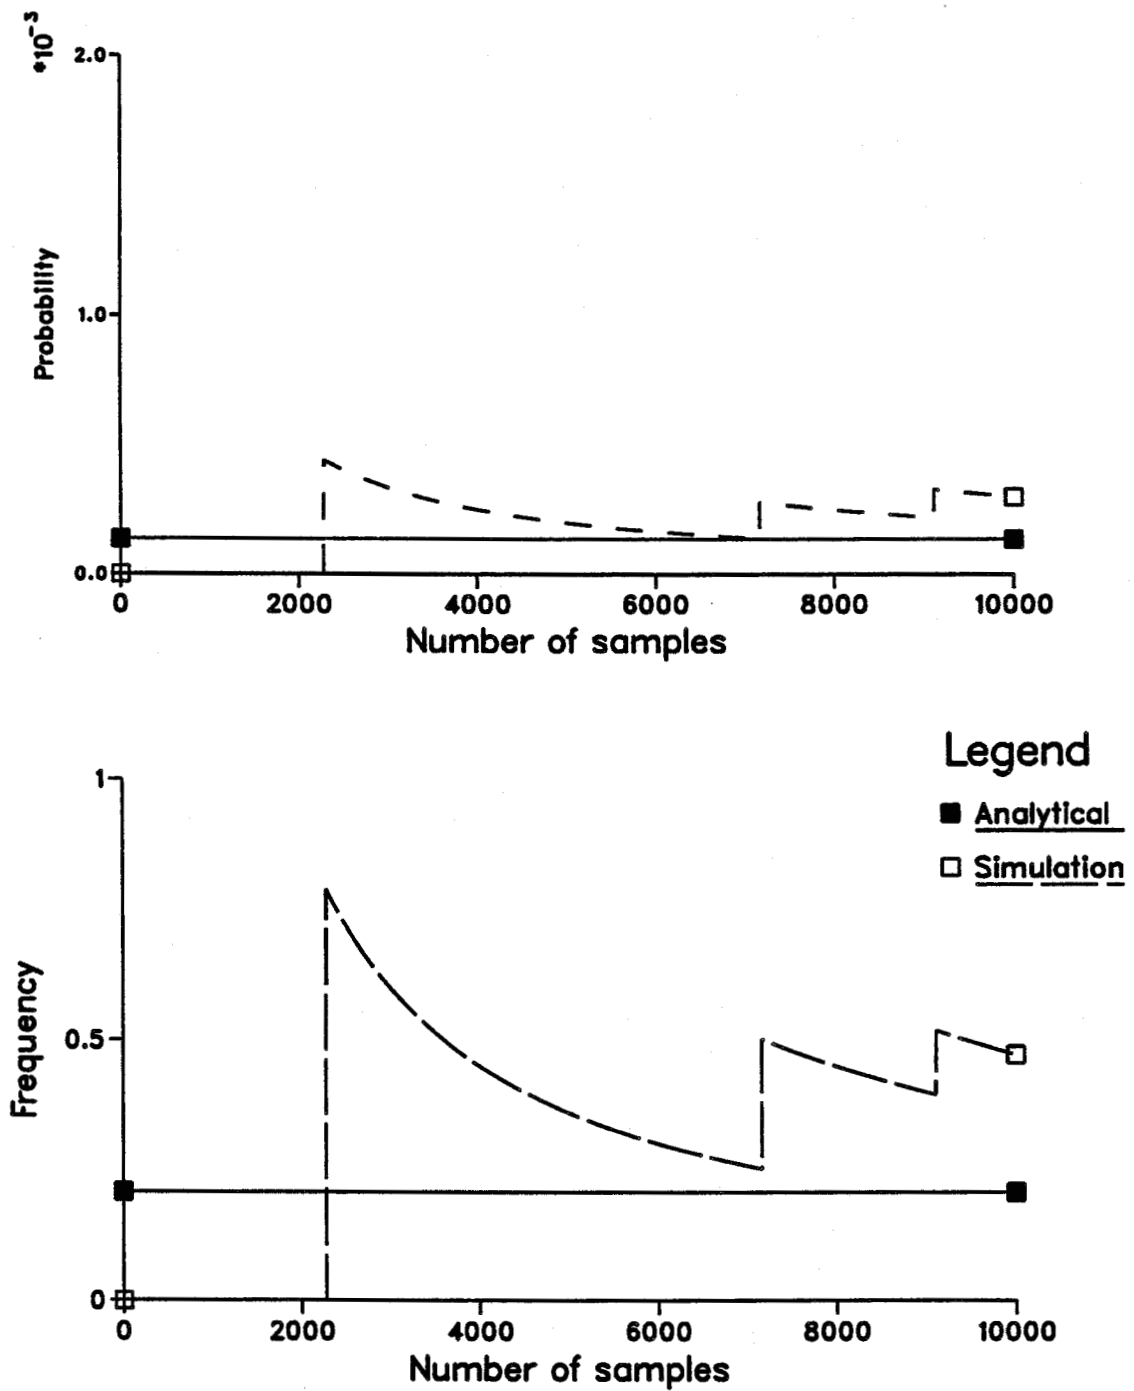 *10⁻³
2.0
Probability
1.0
0.0
0 2000 4000 6000 8000 10000
Number of samples
Legend
Analytical
Simulation
1
Frequency
0.5
0
0 2000 4000 6000 8000 10000
Number of samples